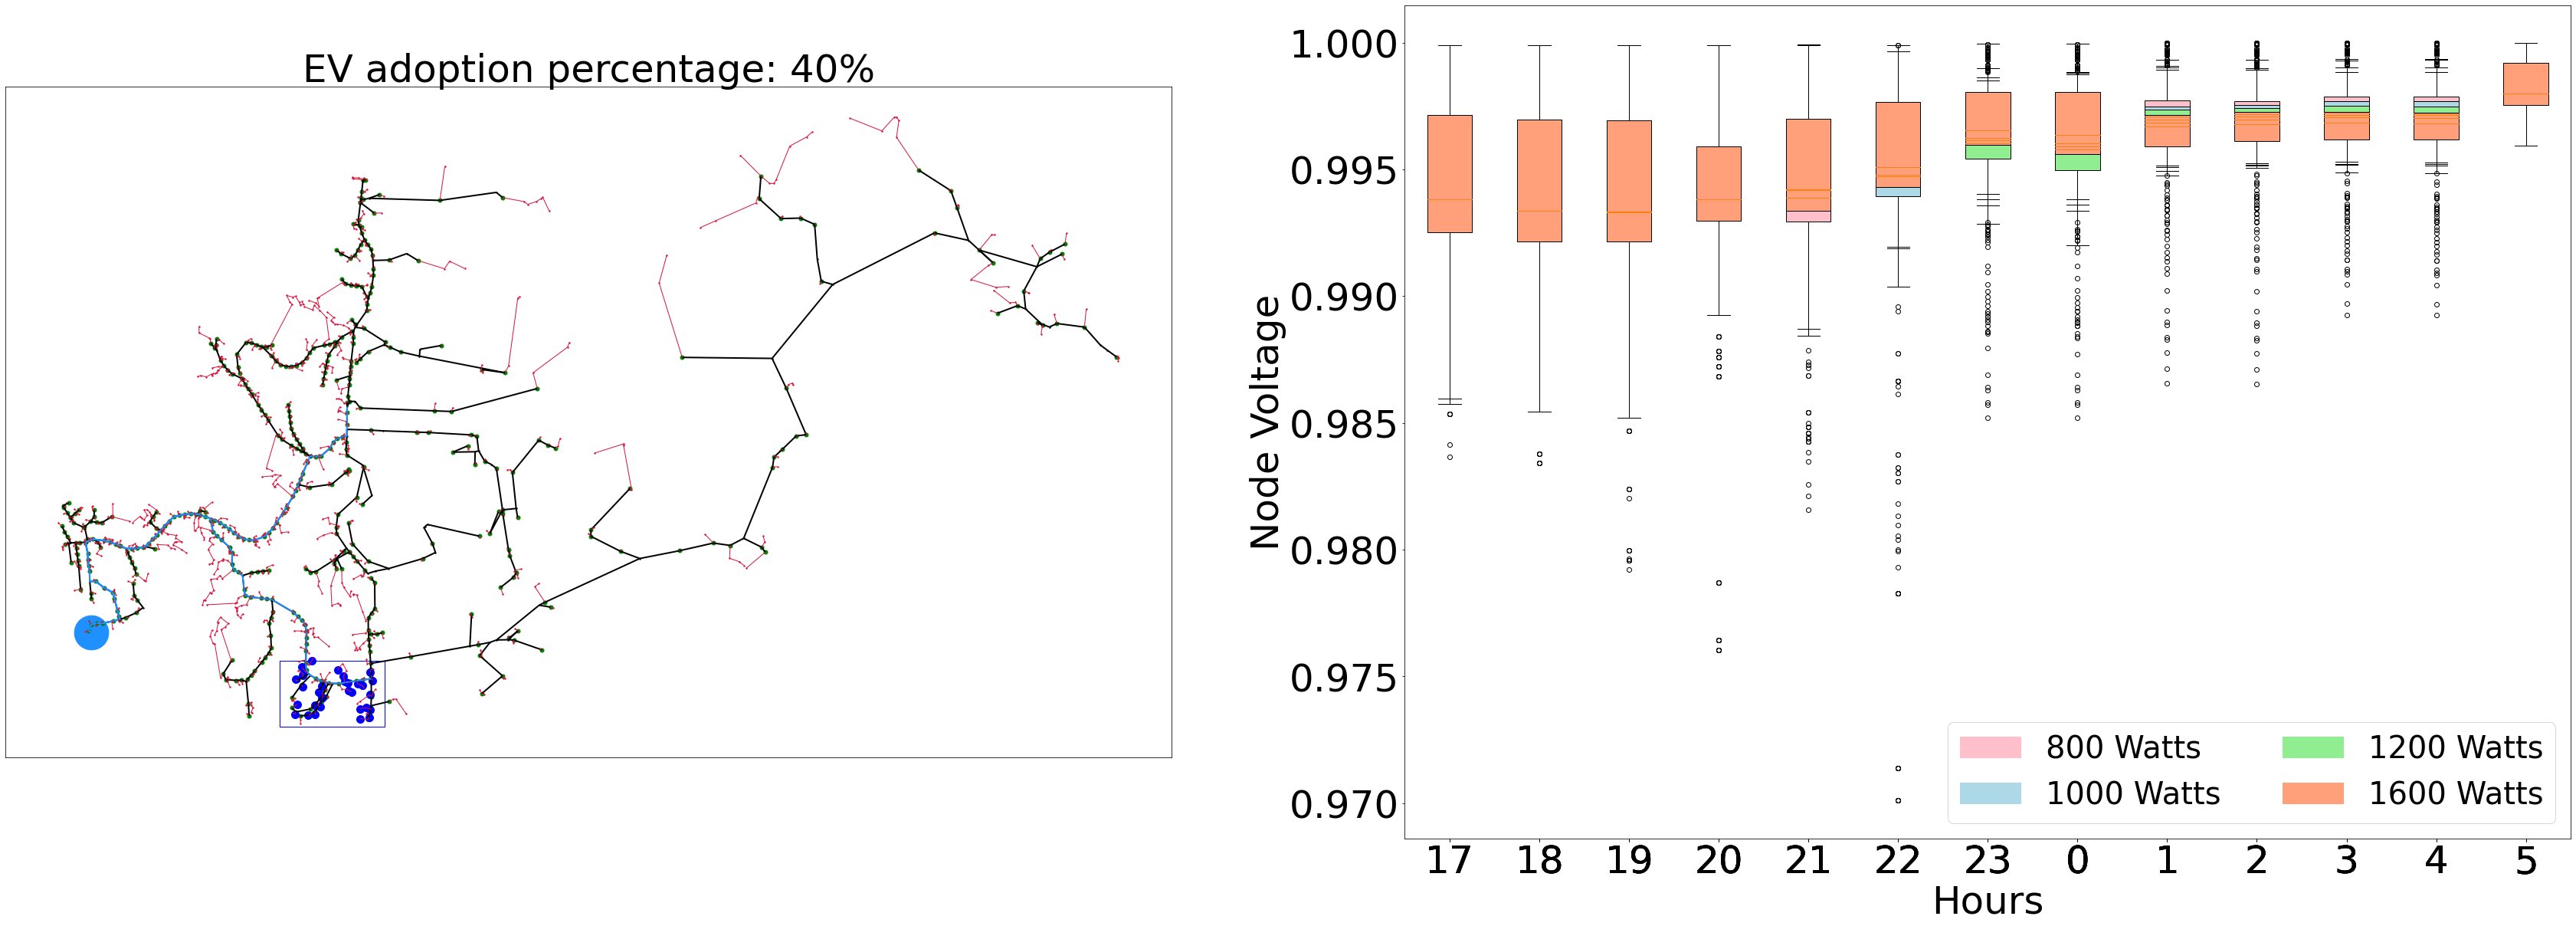 EV adoption percentage: 40%
1.000
0.995
0.990
0.985
0.980
0.975
0.970
Node Voltage
800 Watts
1000 Watts
1200 Watts
1600 Watts
17 18 19 20 21 22 23 0 1 2 3 4 5
Hours